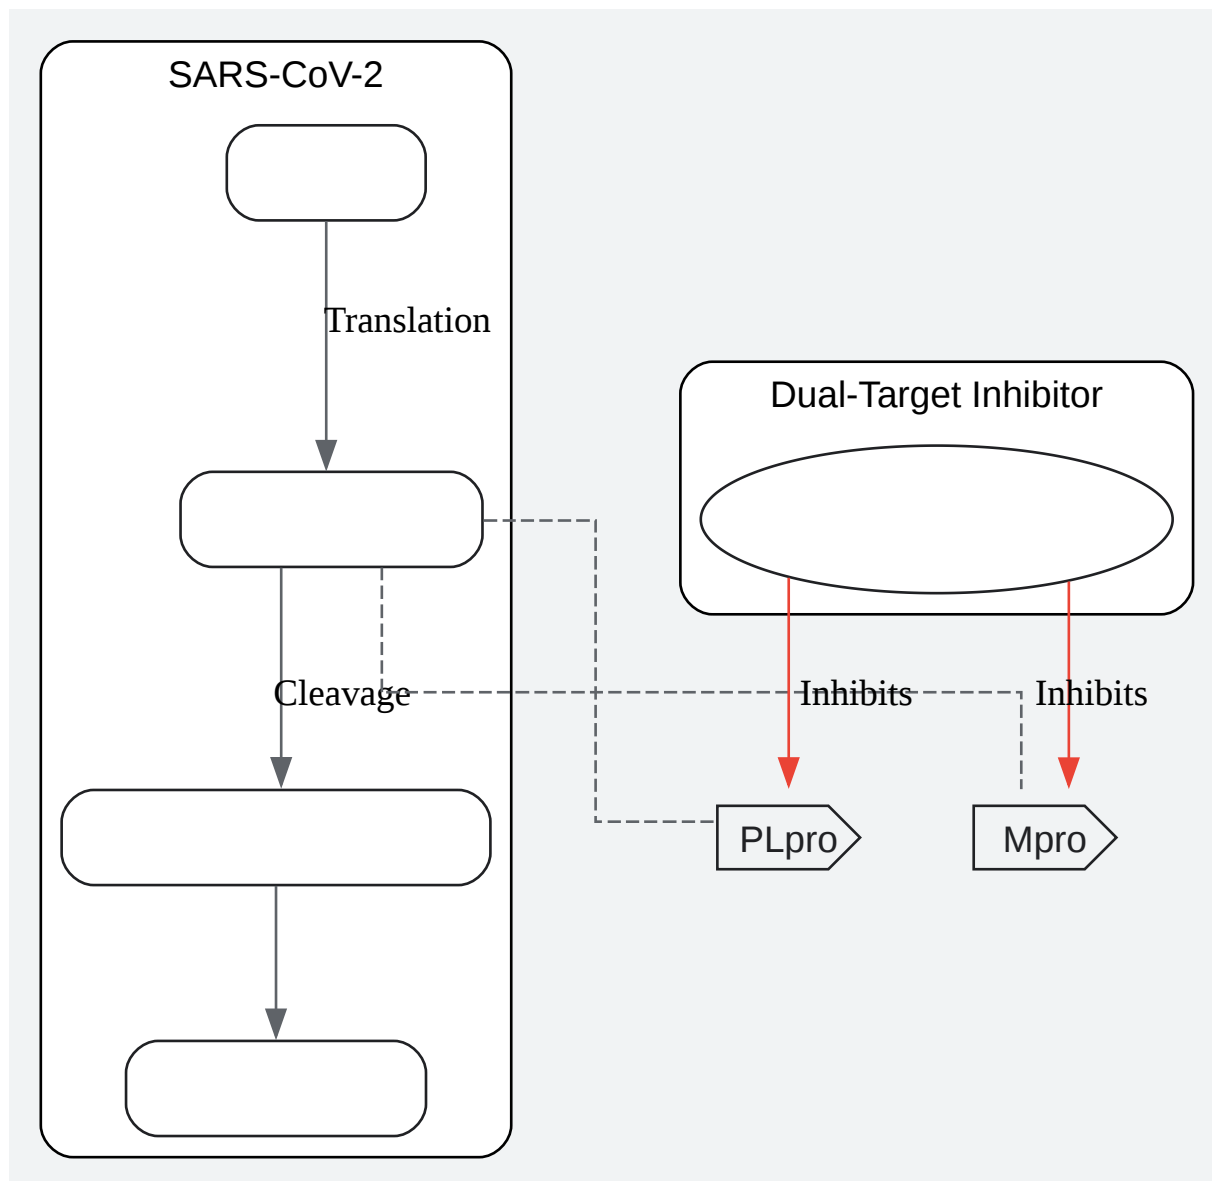 SARS-CoV-2
Translation
Dual-Target Inhibitor
Cleavage
Inhibits
Inhibits
PLpro
Mpro